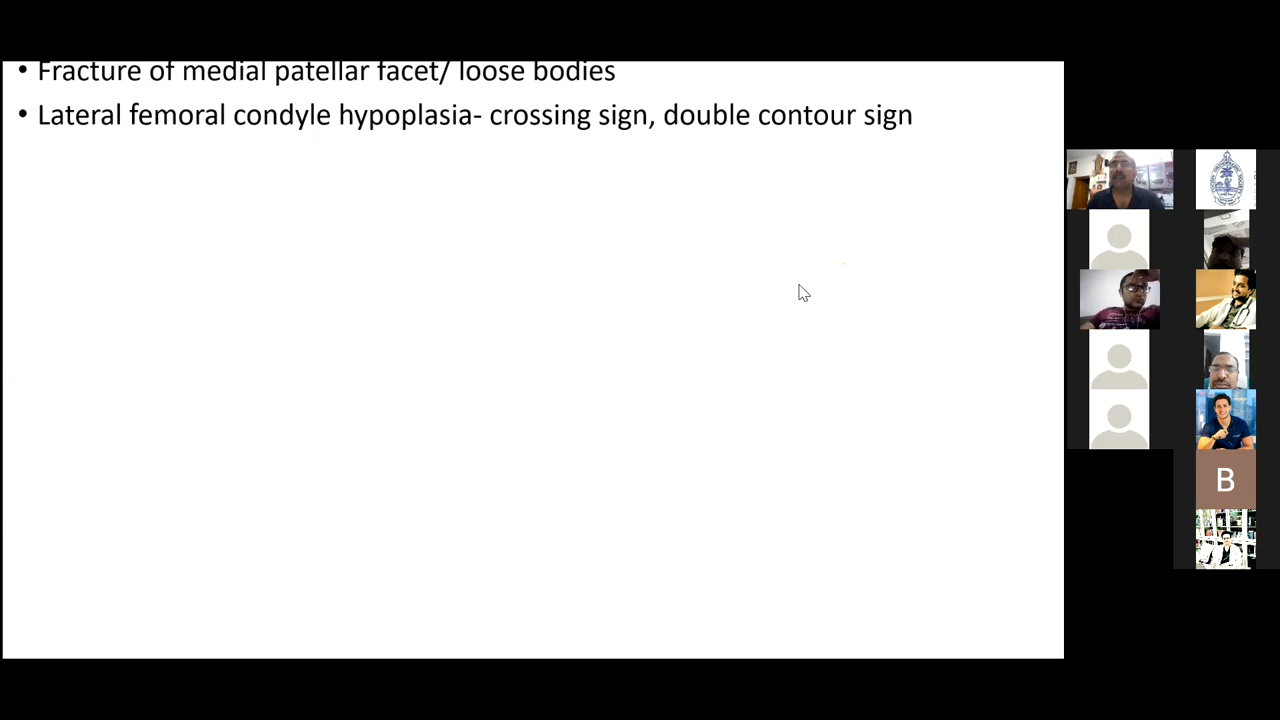 • Fracture of medial patellar facet/ loose bodies
• Lateral femoral condyle hypoplasia- crossing sign, double contour sign
B